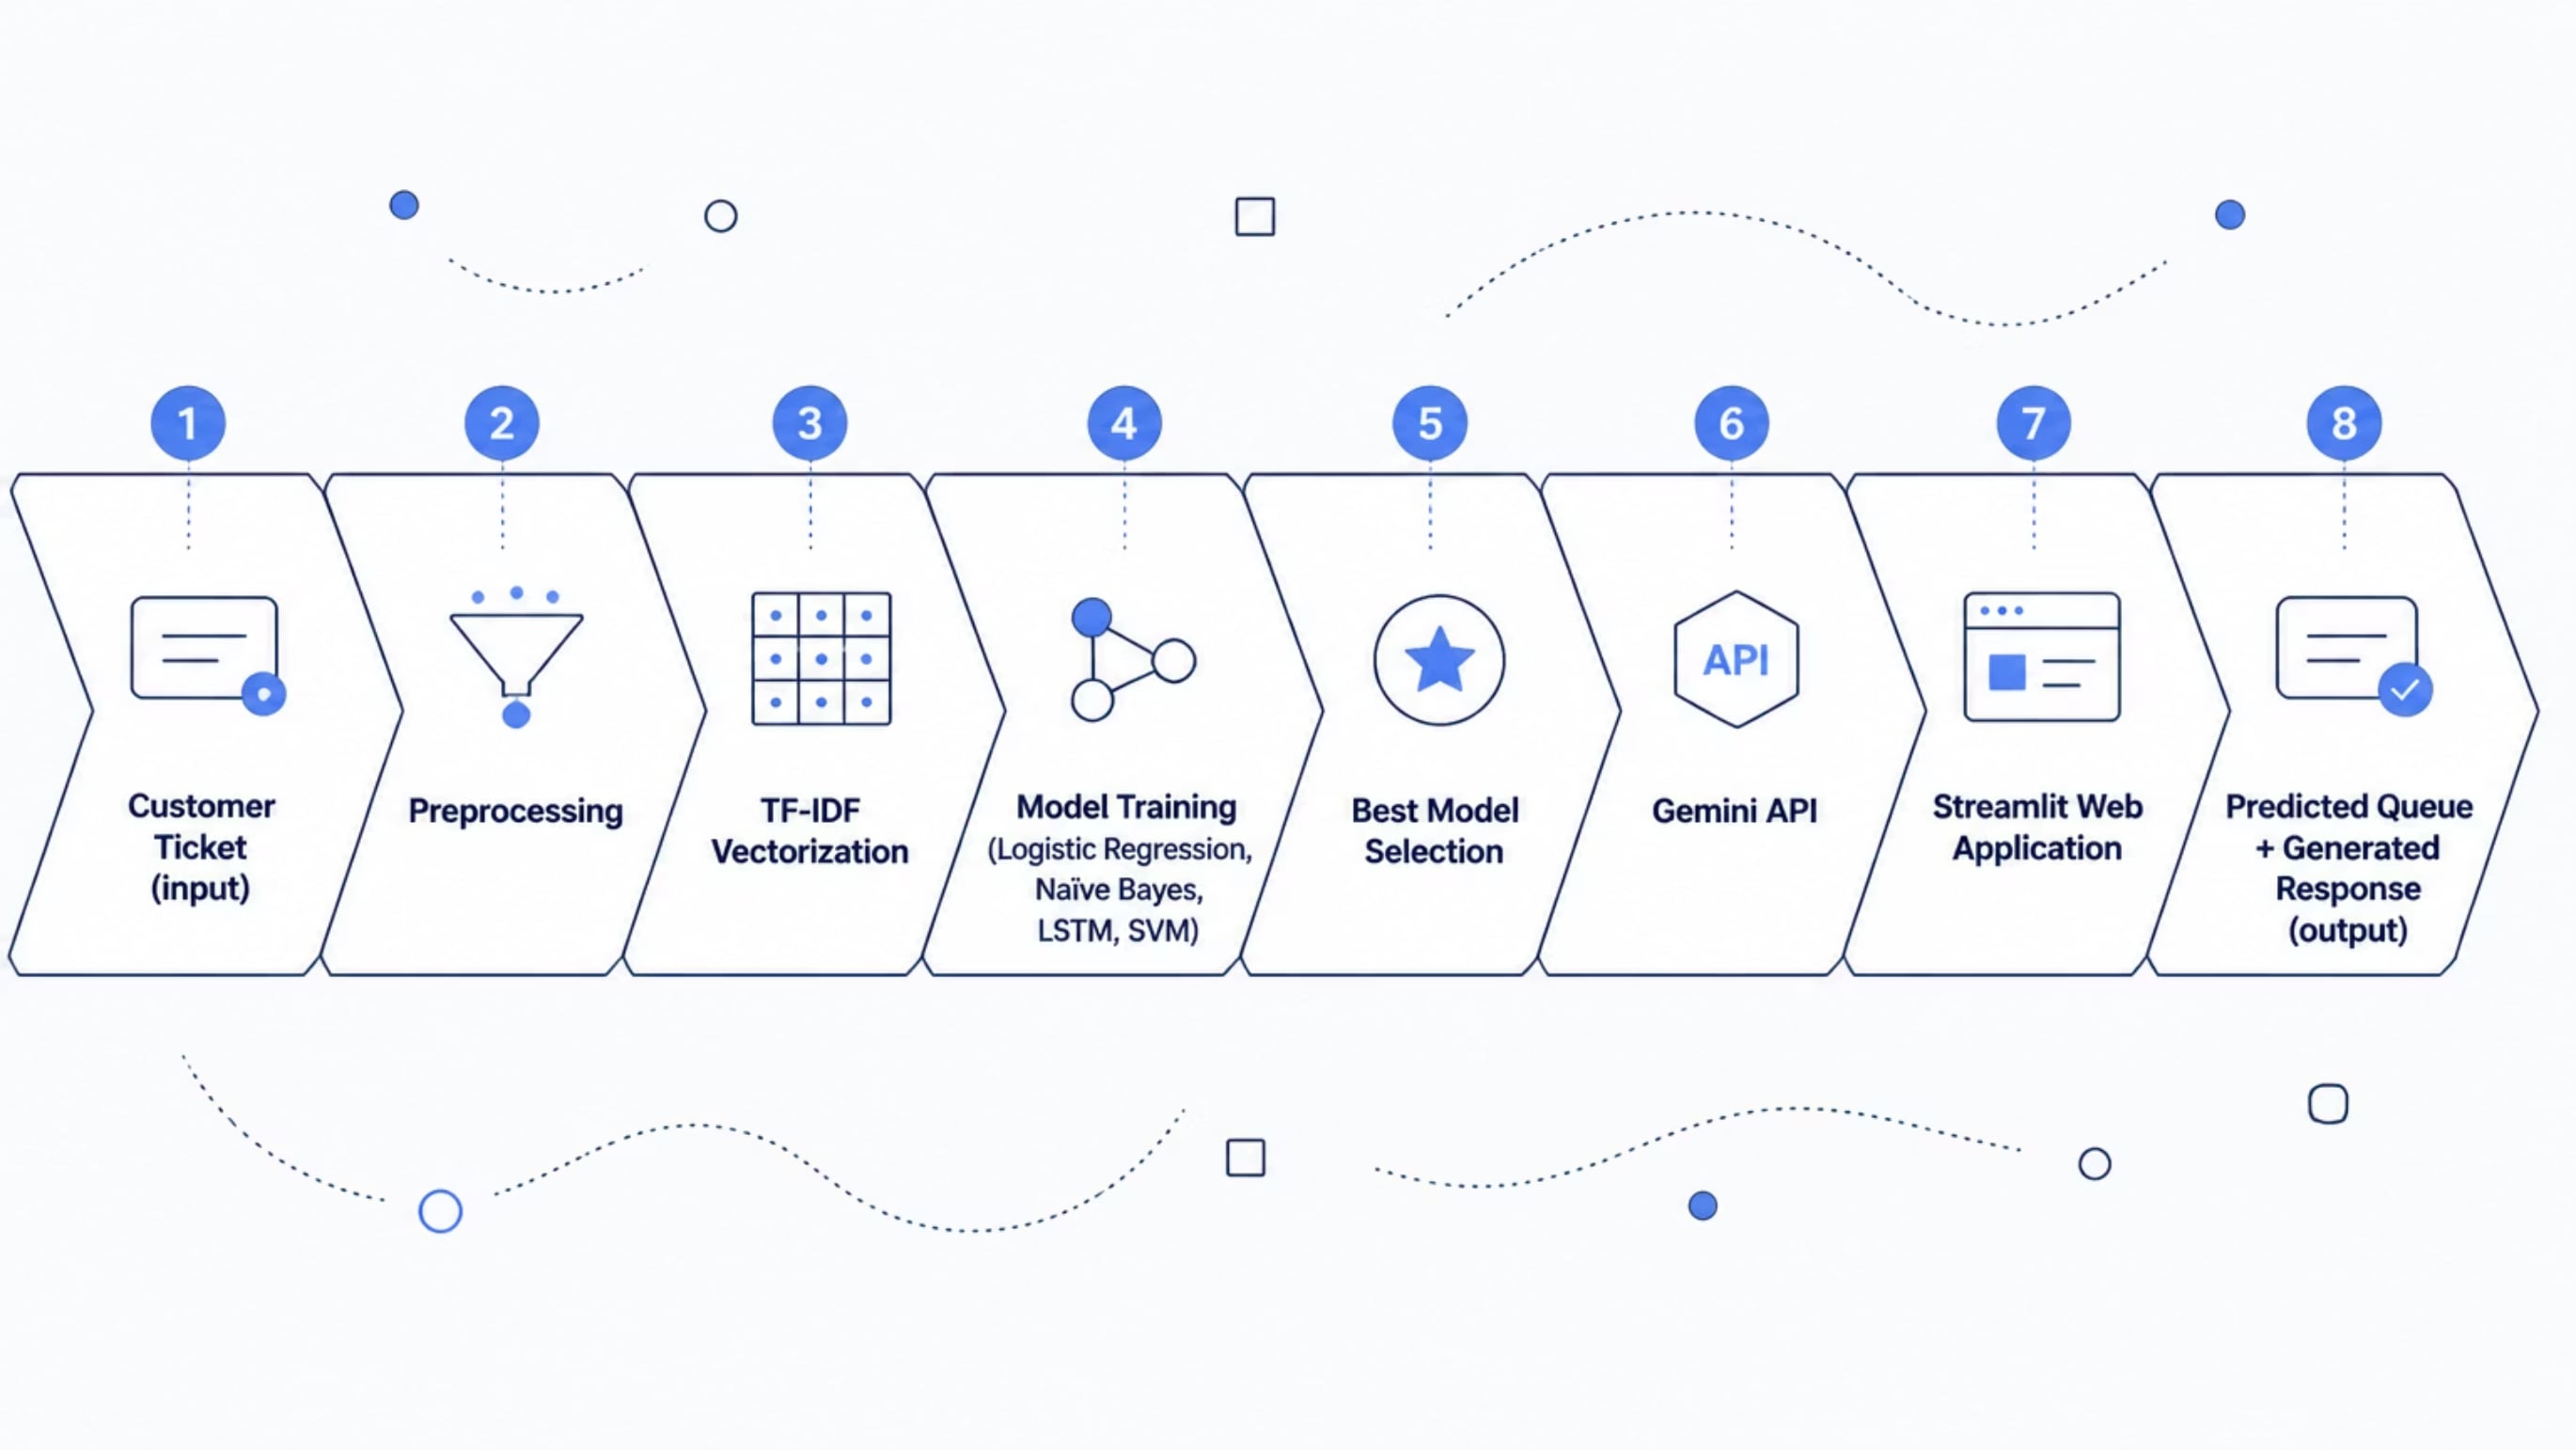 1
2
3
4
5
6
7
8
Customer
Ticket
(input)
Preprocessing
TF-IDF
Vectorization
Model Training
(Logistic Regression,
Naïve Bayes,
LSTM, SVM)
Best Model
Selection
API
Gemini API
Streamlit Web
Application
Predicted Queue
+ Generated
Response
(output)